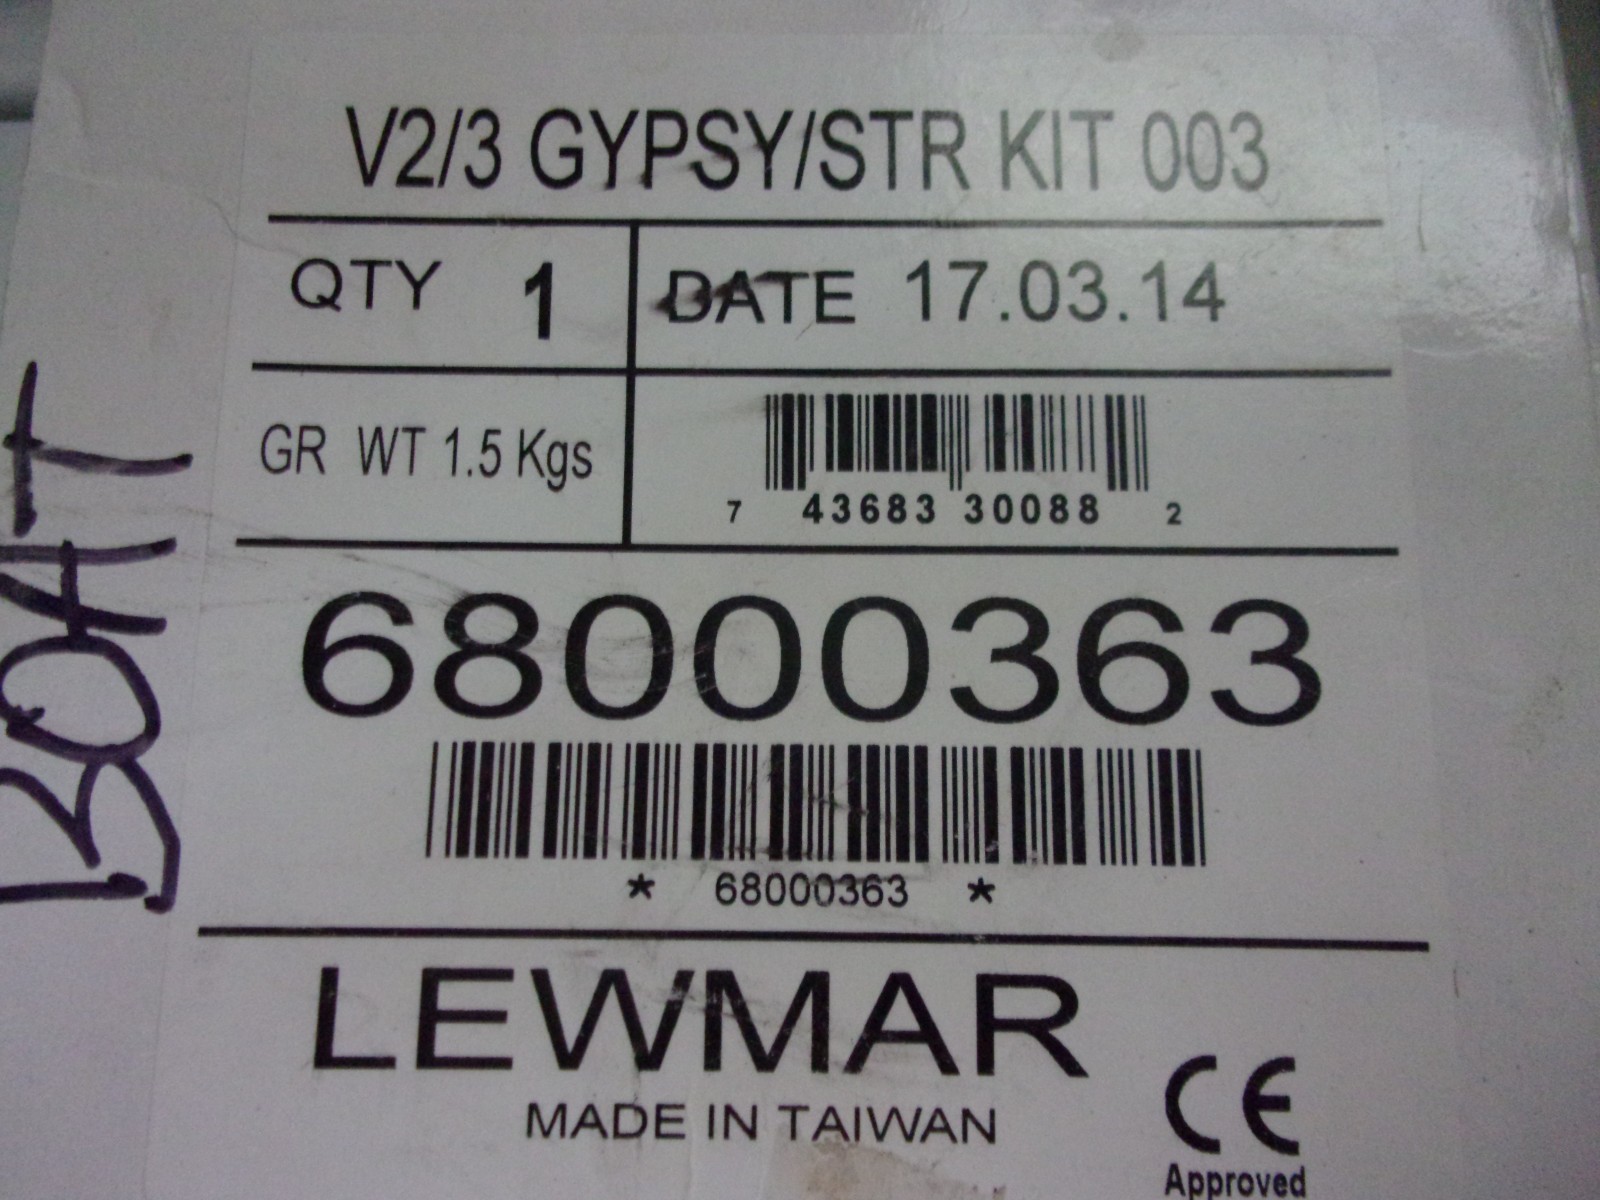 V2/3 GYPSY/STR KIT 003
QTY 1
DATE 17.03.14
GR WT 1.5 Kgs
7 43683 30088 2
68000363
* 68000363 *
LEWMAR
MADE IN TAIWAN
CE
Approved
BOAT